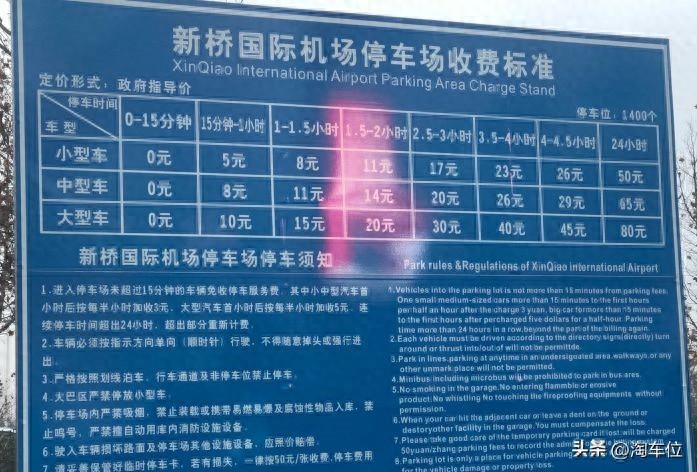 新桥国际机场停车场收费标准
XinQiao International Airport Parking Area Charge Stand
定价形式：政府指导价
停车位：1400个
停车时间 车型 0-15分钟 15分钟-1小时 1-1.5小时 1.5-2小时 2.5-3小时 3.5-4小时 4-4.5小时 24小时
小型车 0元 5元 8元 11元 17元 23元 26元 50元
中型车 0元 8元 11元 14元 20元 26元 29元 65元
大型车 0元 10元 15元 20元 30元 40元 45元 80元
新桥国际机场停车场停车须知
1.进入停车场未超过15分钟的车辆免收停车服务费，其中小中型汽车首
小时后按每半小时加收3元，大型汽车首小时后按每半小时加收5元，连
续停车时间超出24小时，超出部分重新计费
2.车辆必须按指示方向单向（顺时针）行驶，不得随意掉头或强行进
出。
3.严格按照划线泊车，行车通道及非停车位禁止停车。
4.大巴区严禁停放小型车。
5.停车场内严禁吸烟，禁止装载或携带易燃易爆及腐蚀性物品入库，禁
止鸣号，严禁擅自动用库内消防设施设备。
6.驶入车辆损坏路面及停车场其他设施设备，应照价赔偿。
7.请妥善保管好临时停车卡，若有损失，一律按50元/张收费，停车费用
Park rules &Regulations of XinQiao international Airport
1.Vehicles into the parking lot is not more than 15 minutes from parking fees.
One small medium-sized cars more than 15 minutes to the first hours
per half an hour after the charge 3 yuan, big car formore than 15 minutes
to the first hours after percharged five dollars for a half-hour. Parking
time more than 24 hours in a row,beyond the part of the billing again.
2.Each vehicle must be driven according to the directory sign(directly) turn
around or thrust into/out of will not be permittde.
3.Park in lines,parking at anytime in an undersigated area,walkways,or any
other unmark place will not be permitted.
4.Minibus including microbus will be prohibited to park in bus area.
5.No smoking in the garage.No entering flammble or erosive
product.No whistling No touching the fireproofing equipments without
permission.
6.When your car hit the adjacent car or leave a dent on the ground or
destoryother facility in the garage.You must compensate the loss.
7.Please take good care of the temporary parking card if lost,will be charged
50yuan/zhang parking fees to record the
8.Parking lot is only a place for vehicle parking
for the vehicle damage or property loss.
头条 @淘车位